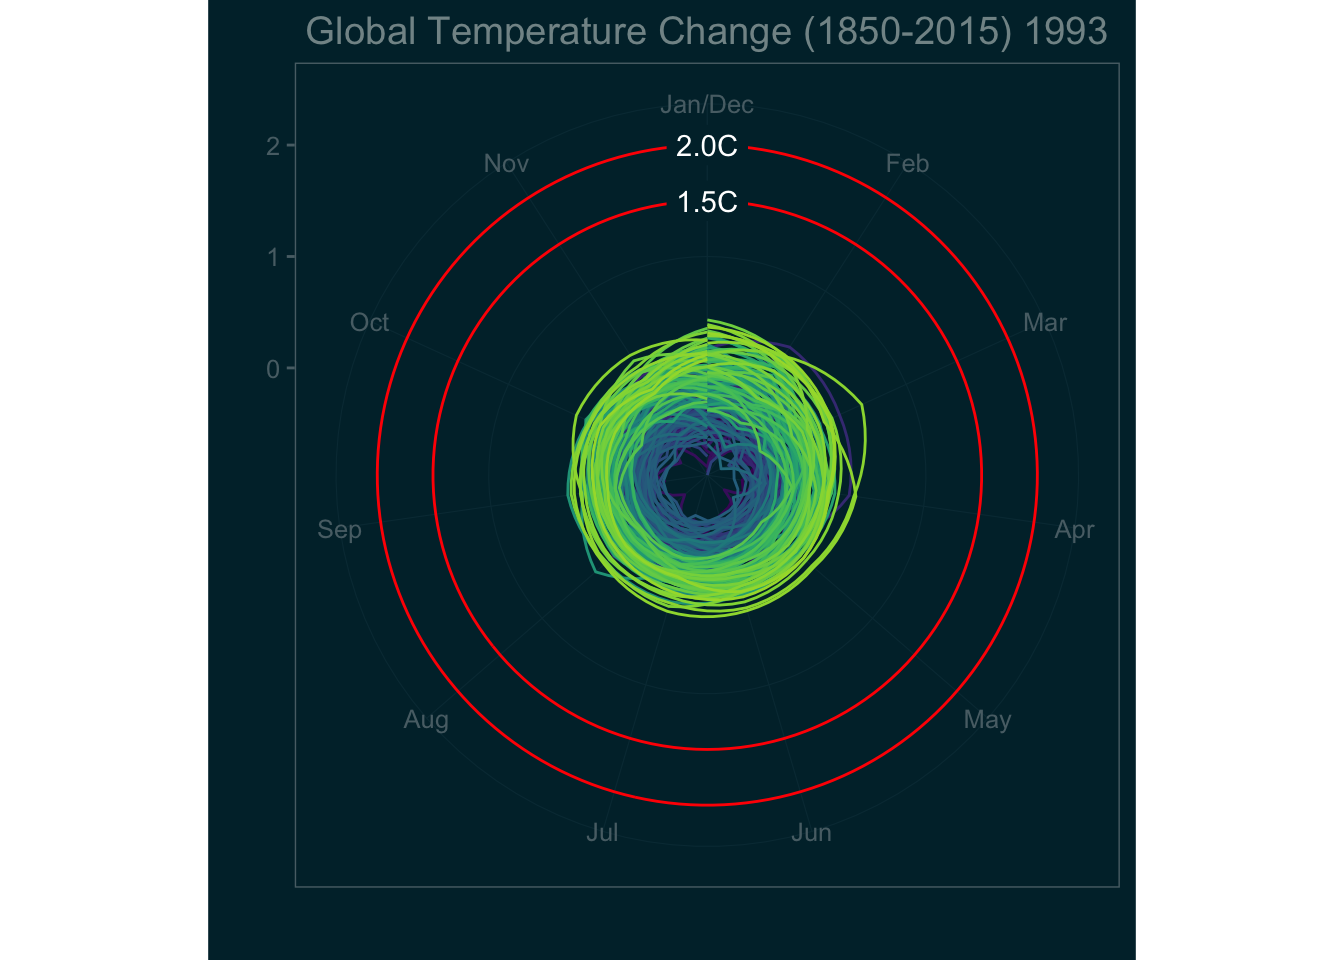 Global Temperature Change (1850-2015) 1993
Jan/Dec
2
2.0C
Nov
Feb
1.5C
1
Oct
Mar
0
Sep
Apr
Aug
May
Jul
Jun